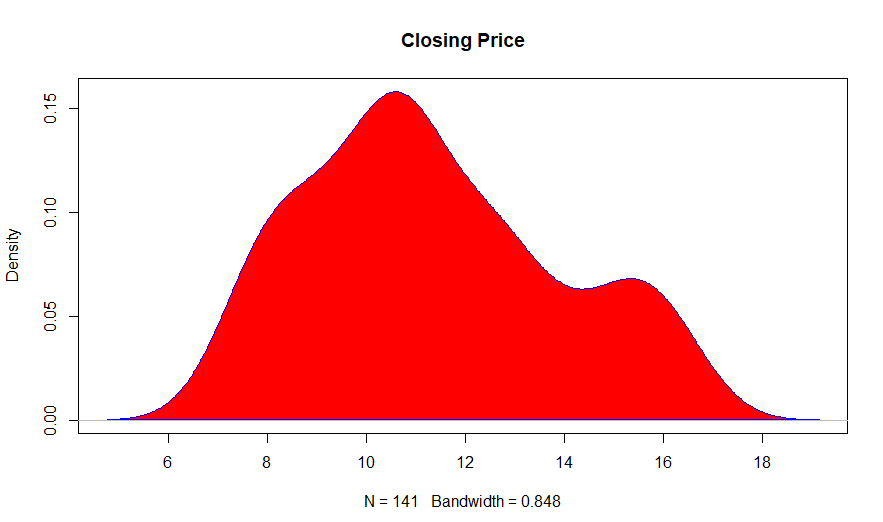 Closing Price
Density
0.15
0.10
0.05
0.00
6 8 10 12 14 16 18
N = 141 Bandwidth = 0.848